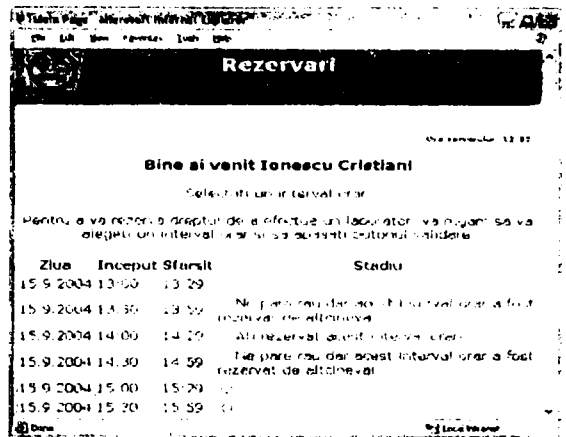 Rezervari
Bine ai venit Ionescu Cristian!
Selectati un interval orar
Pentru a va rezerva dreptul de a efectua un laborator va rugam sa va
alegeti un interval orar si sa apasati butonul validare
Ziua Inceput Sfarsit Stadiu
15.9.2004 13:00 13:29
15.9.2004 13:30 13:59 Ne pare rau dar acest interval orar a fost
rezervat de altcineva!
15.9.2004 14:00 14:29 Ati rezervat acest interval orar
15.9.2004 14:30 14:59 Ne pare rau dar acest interval orar a fost
rezervat de altcineva!
15.9.2004 15:00 15:29
15.9.2004 15:30 15:59
Done Local intranet